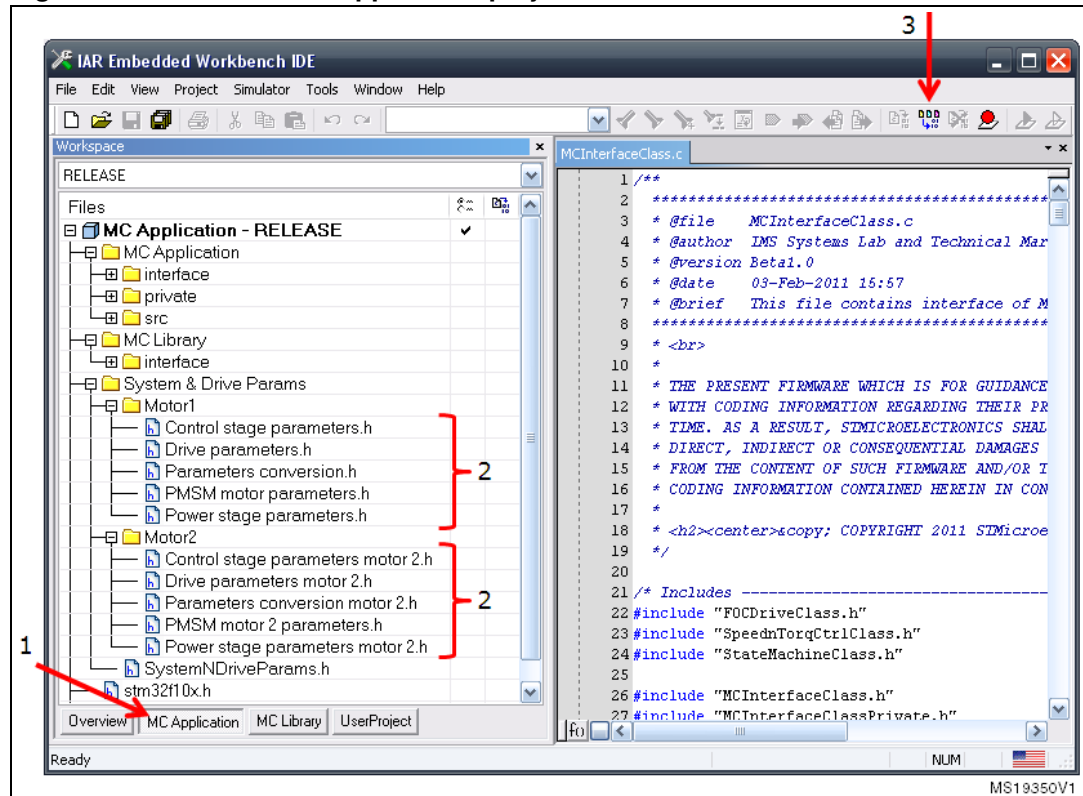 3
IAR Embedded Workbench IDE
File Edit View Project Simulator Tools Window Help
Workspace
RELEASE
Files
MC Application - RELEASE
MC Application
interface
private
src
MC Library
interface
System & Drive Params
Motor1
Control stage parameters.h
Drive parameters.h
Parameters conversion.h
PMSM motor parameters.h
Power stage parameters.h
2
Motor2
Control stage parameters motor 2.h
Drive parameters motor 2.h
Parameters conversion motor 2.h
PMSM motor 2 parameters.h
Power stage parameters motor 2.h
2
SystemNDriveParams.h
stm32f10x.h
1
Overview MC Application MC Library UserProject
MCInterfaceClass.c
1 /**
2 ********************************************
3 * @file MCInterfaceClass.c
4 * @author IMS Systems Lab and Technical Mar
5 * @version Beta1.0
6 * @date 03-Feb-2011 15:57
7 * @brief This file contains interface of M
8 ********************************************
9 * <br>
10 *
11 * THE PRESENT FIRMWARE WHICH IS FOR GUIDANCE
12 * WITH CODING INFORMATION REGARDING THEIR PR
13 * TIME. AS A RESULT, STMICROELECTRONICS SHAL
14 * DIRECT, INDIRECT OR CONSEQUENTIAL DAMAGES
15 * FROM THE CONTENT OF SUCH FIRMWARE AND/OR T
16 * CODING INFORMATION CONTAINED HEREIN IN CON
17 *
18 * <h2><center>&copy; COPYRIGHT 2011 STMicroe
19 */
20
21 /* Includes -----------------------------------
22 #include "FOCDriveClass.h"
23 #include "SpeednTorqCtrlClass.h"
24 #include "StateMachineClass.h"
25
26 #include "MCInterfaceClass.h"
27 #include "MCInterfaceClassPrivate.h"
Ready
NUM
MS19350V1